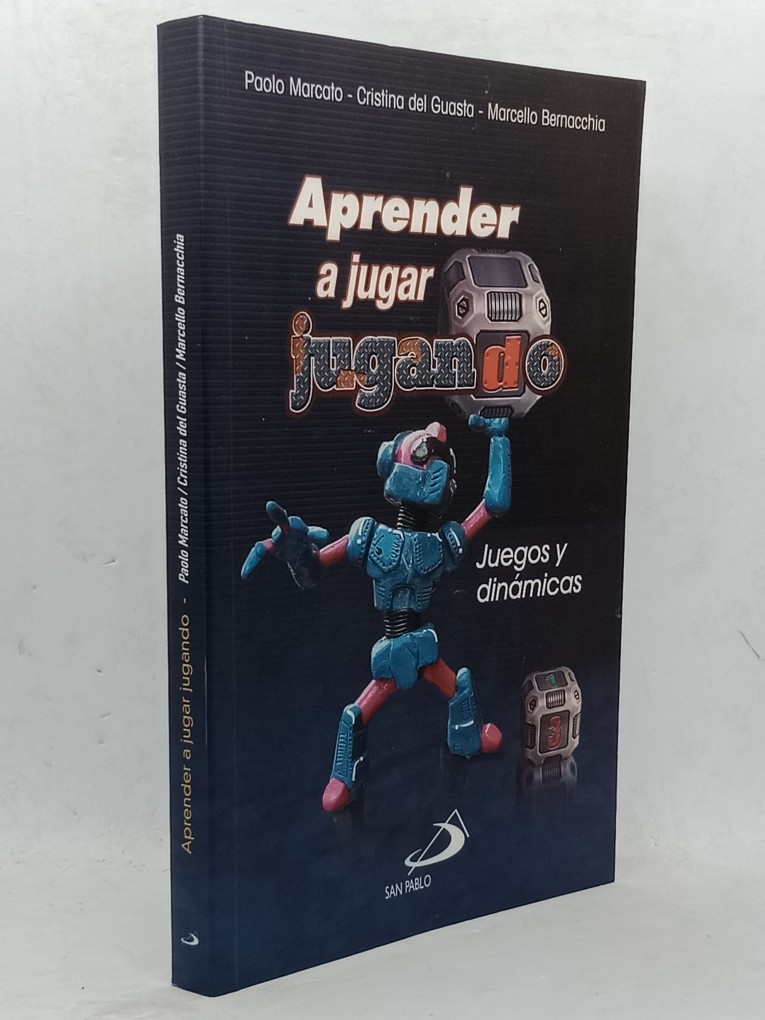 Paolo Marcato - Cristina del Guasta - Marcello Bernacchia
Aprender
a jugar
jugando
Juegos y
dinámicas
SAN PABLO
Aprender a jugar jugando - Paolo Marcato / Cristina del Guasta / Marcello Bernacchia